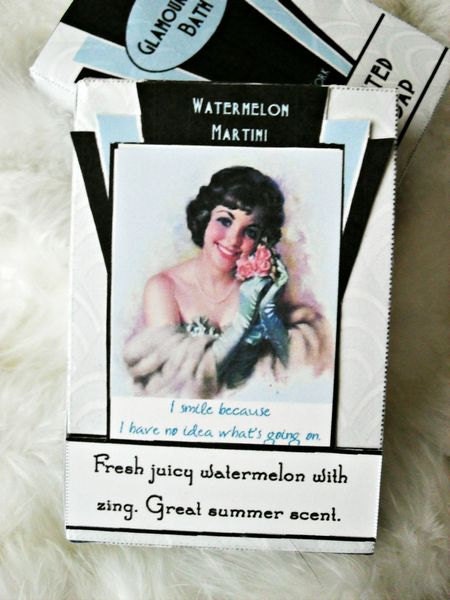 GLAMOUR
BATH
TED
WATERMELON
MARTINI
I smile because
I have no idea what's going on.
Fresh juicy watermelon with
zing. Great summer scent.